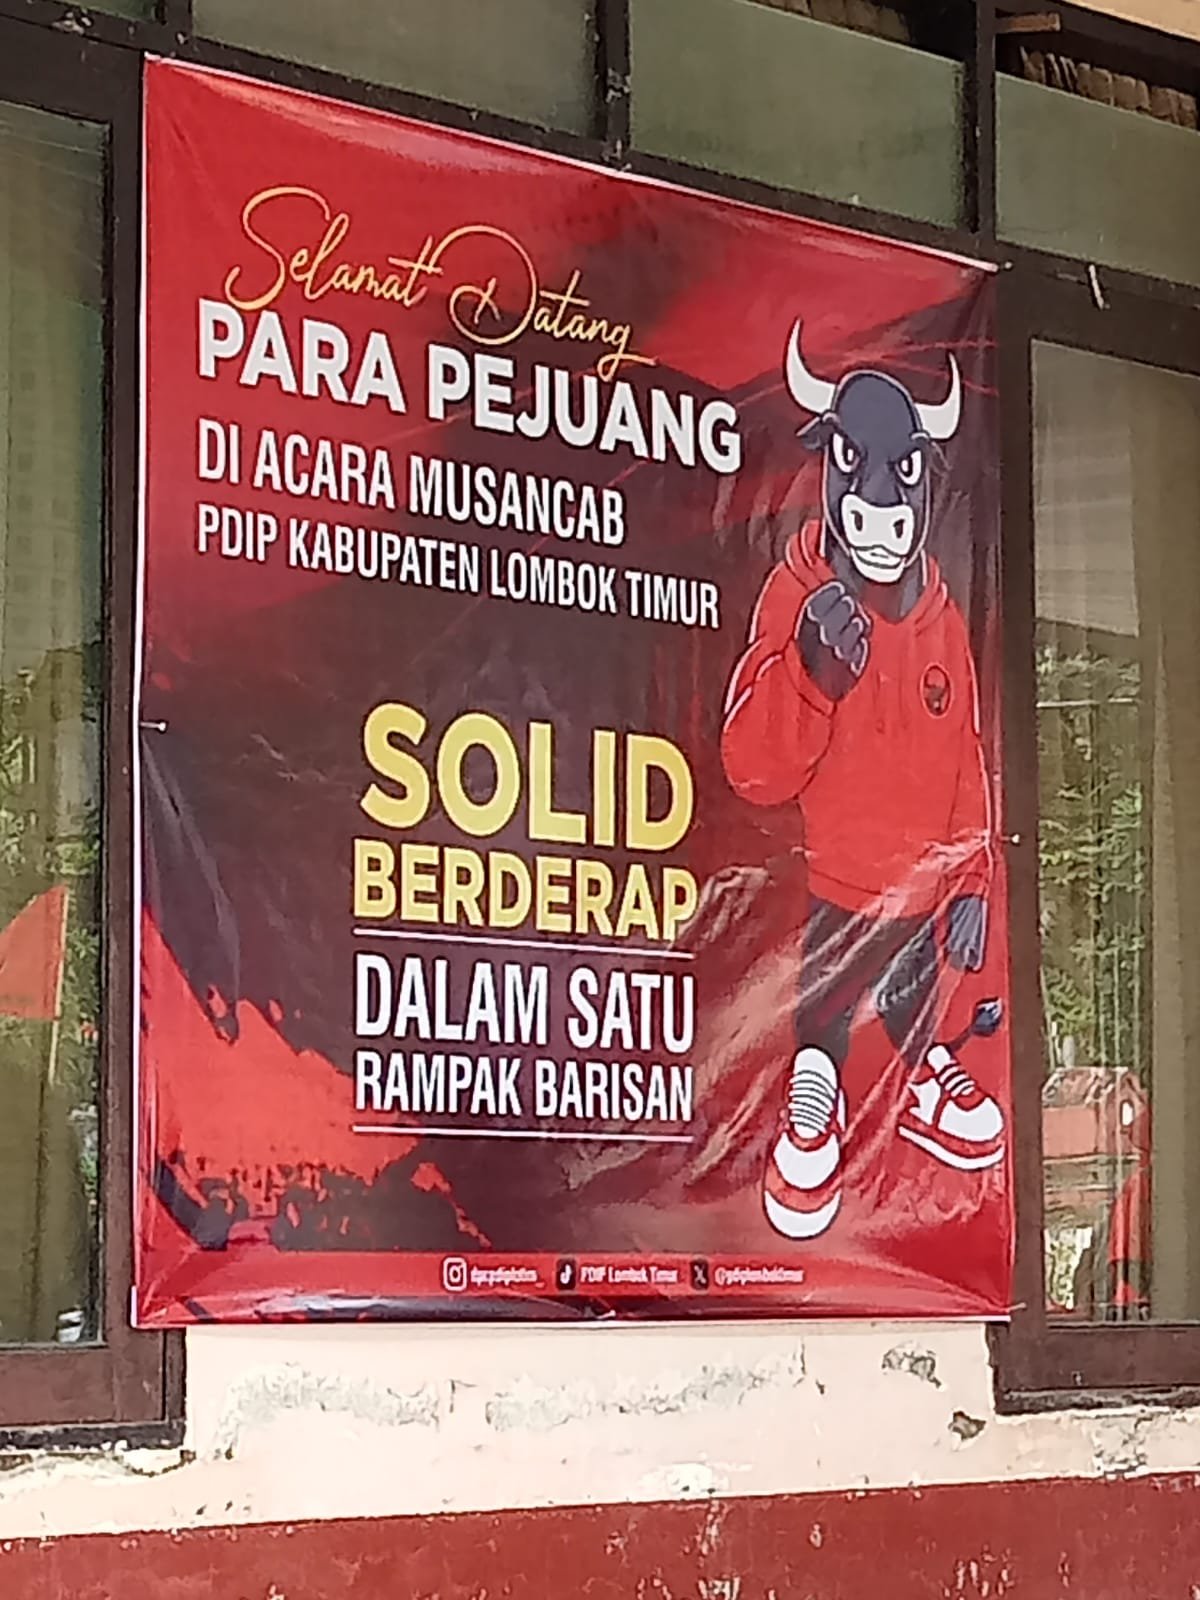 Selamat Datang
PARA PEJUANG
DI ACARA MUSANCAB
PDIP KABUPATEN LOMBOK TIMUR
SOLID
BERDERAP
DALAM SATU
RAMPAK BARISAN
PDIP Lombok Timur